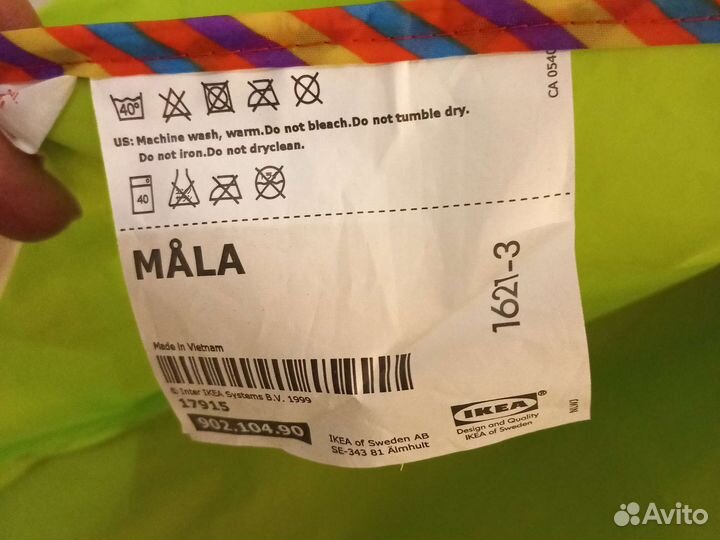 40°
US: Machine wash, warm.Do not bleach.Do not tumble dry.
Do not iron.Do not dryclean.
40
CA 0540
MÅLA
1621-3
Made in Vietnam
© Inter IKEA Systems B.V. 1999
17915
902.104.90
IKEA of Sweden AB
SE-343 81 Älmhult
IKEA
Design and Quality
IKEA of Sweden
Avito